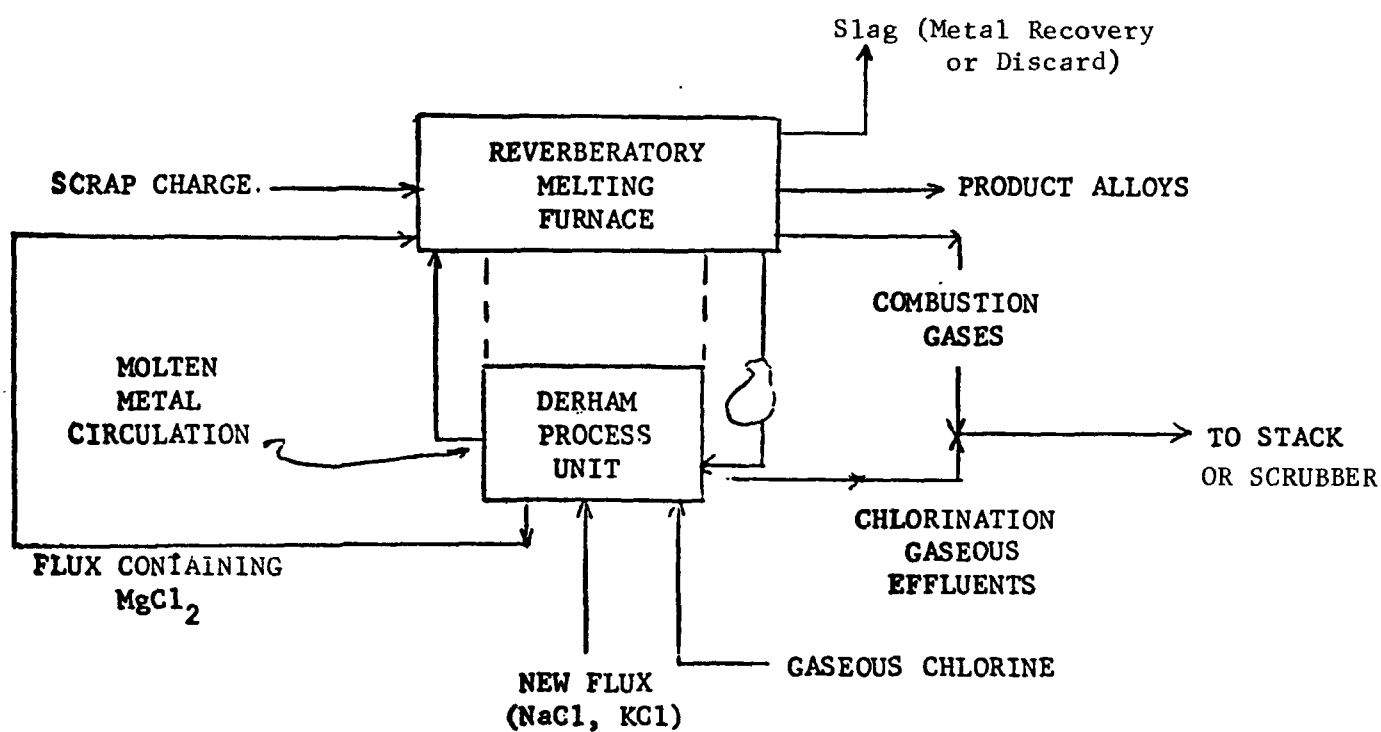 Slag (Metal Recovery
or Discard)
REVERBERATORY
MELTING
FURNACE
SCRAP CHARGE.
PRODUCT ALLOYS
COMBUSTION
GASES
MOLTEN
METAL
CIRCULATION
DERHAM
PROCESS
UNIT
TO STACK
OR SCRUBBER
CHLORINATION
GASEOUS
EFFLUENTS
FLUX CONTAINING
MgCl₂
GASEOUS CHLORINE
NEW FLUX
(NaCl, KCl)